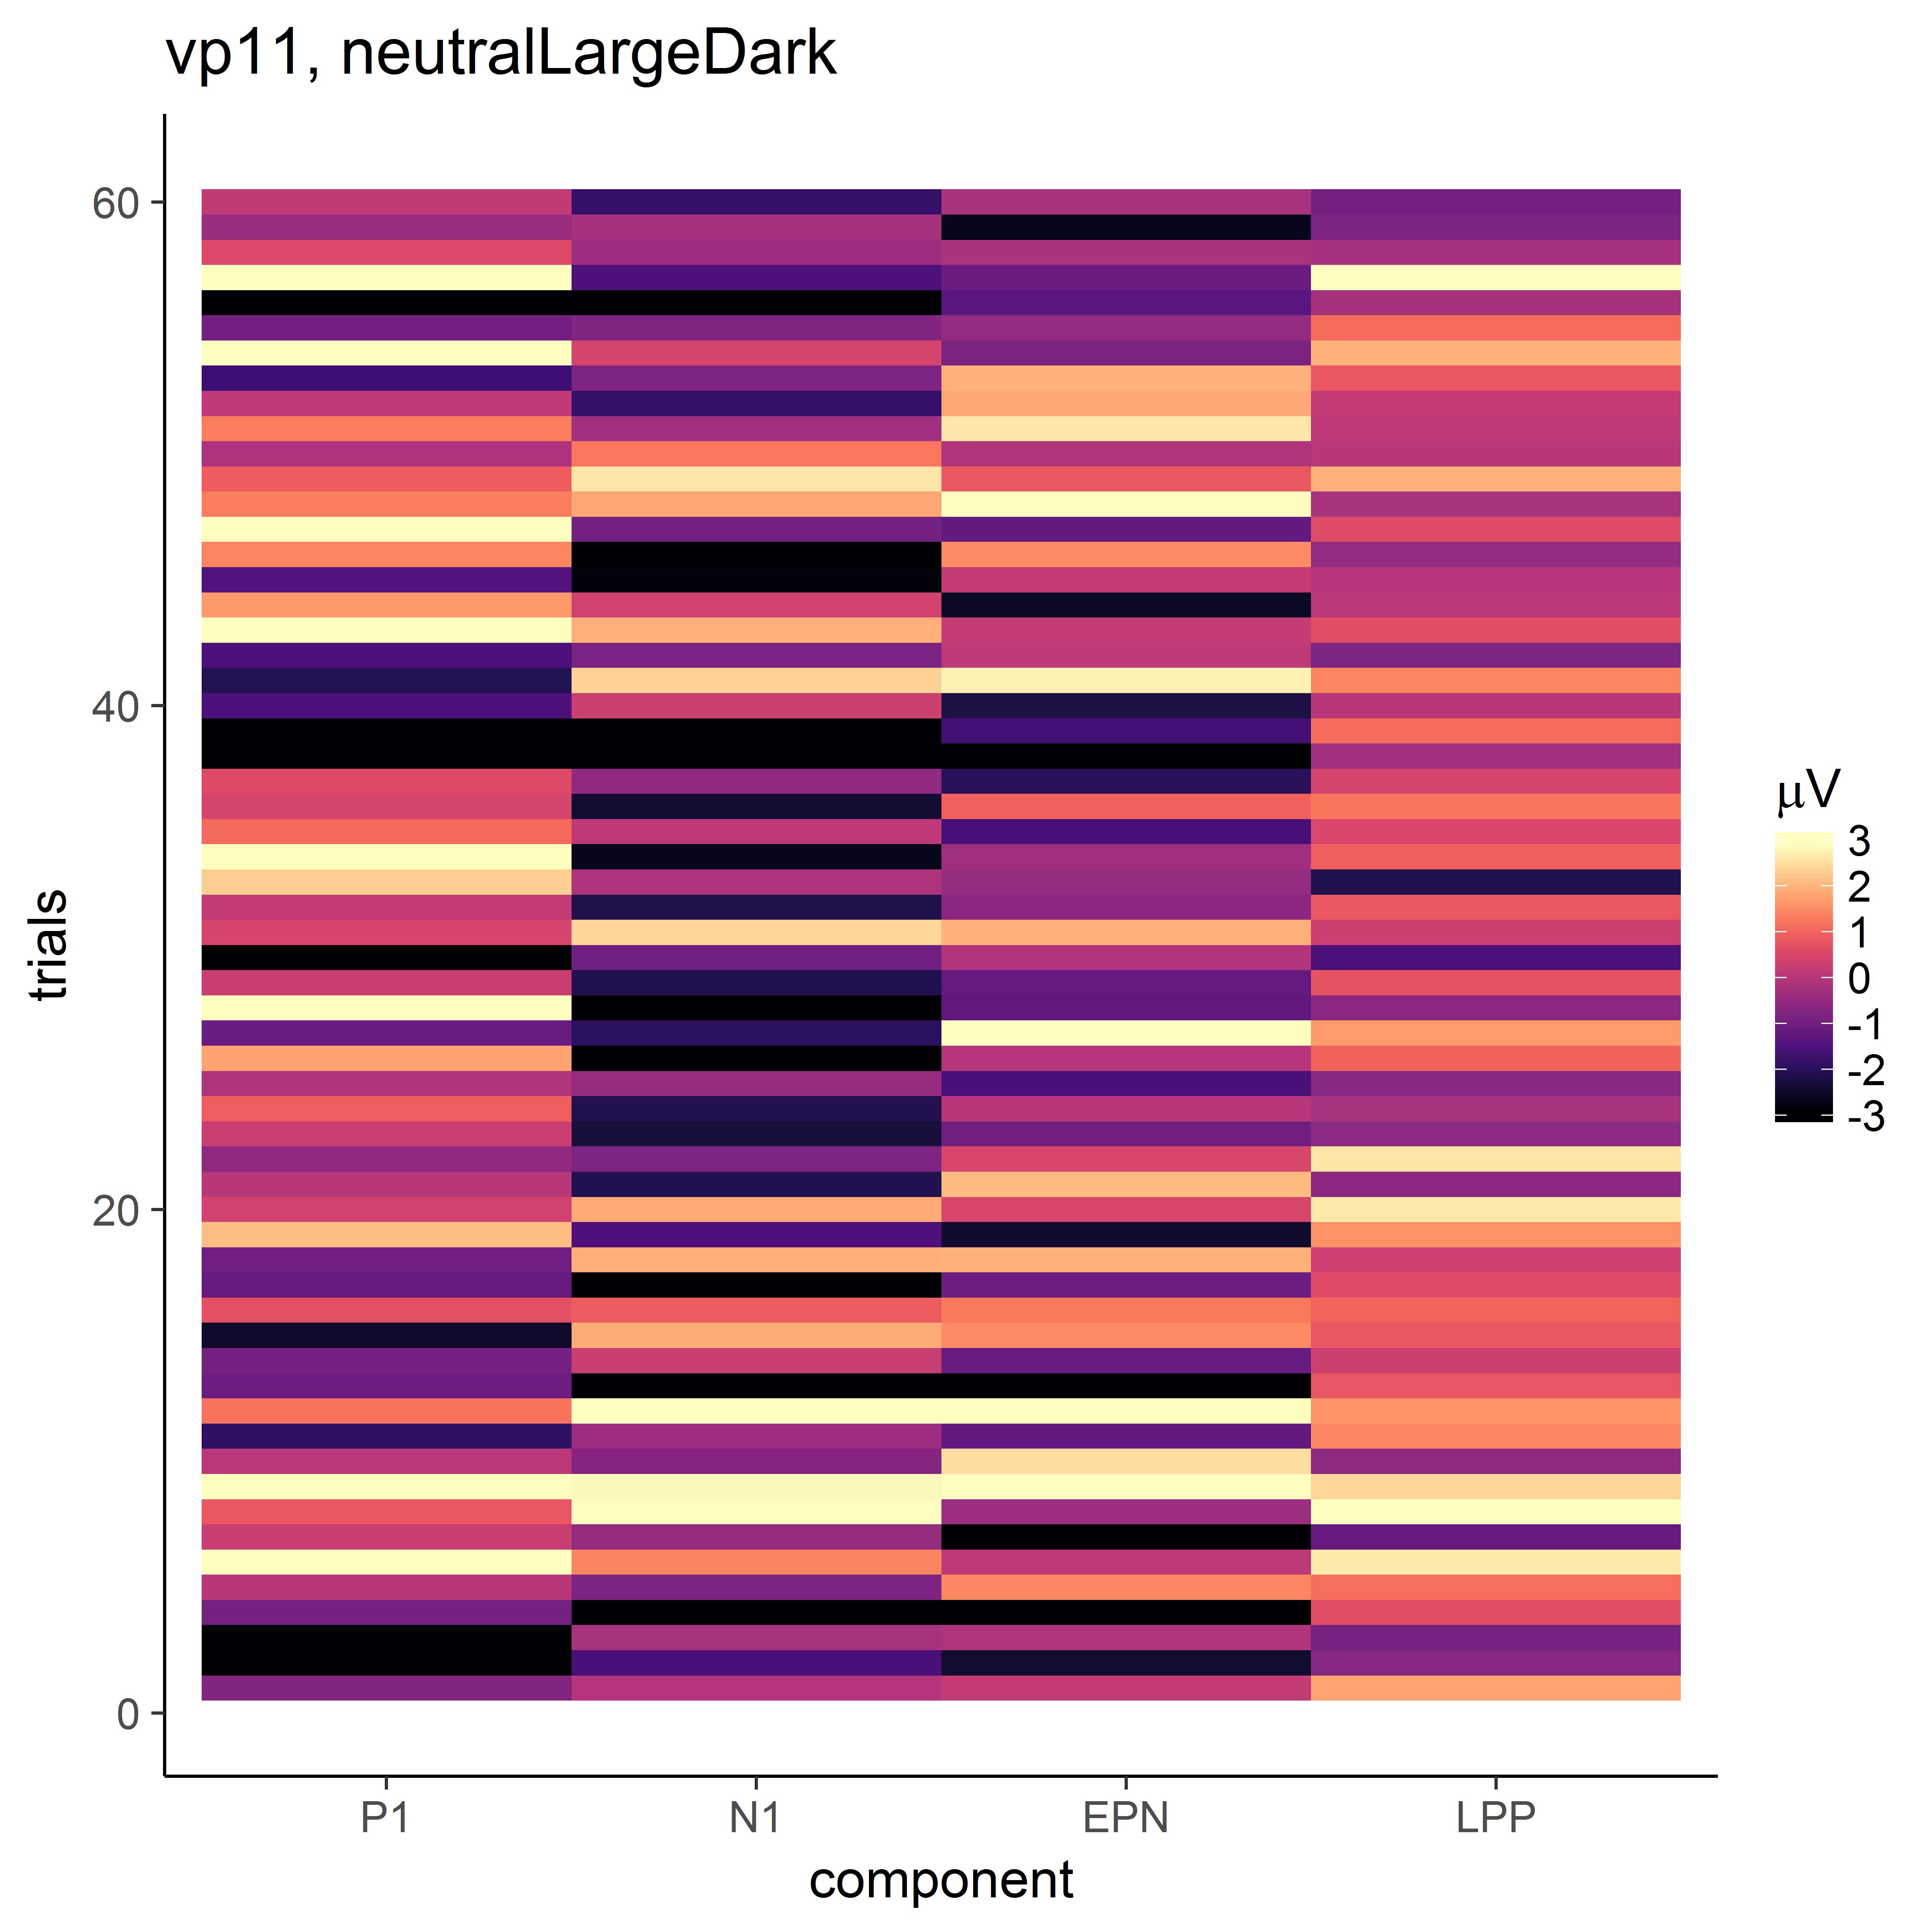 vp11, neutralLargeDark
60
40
20
0
trials
P1 N1 EPN LPP
component
μV
3
2
1
0
-1
-2
-3